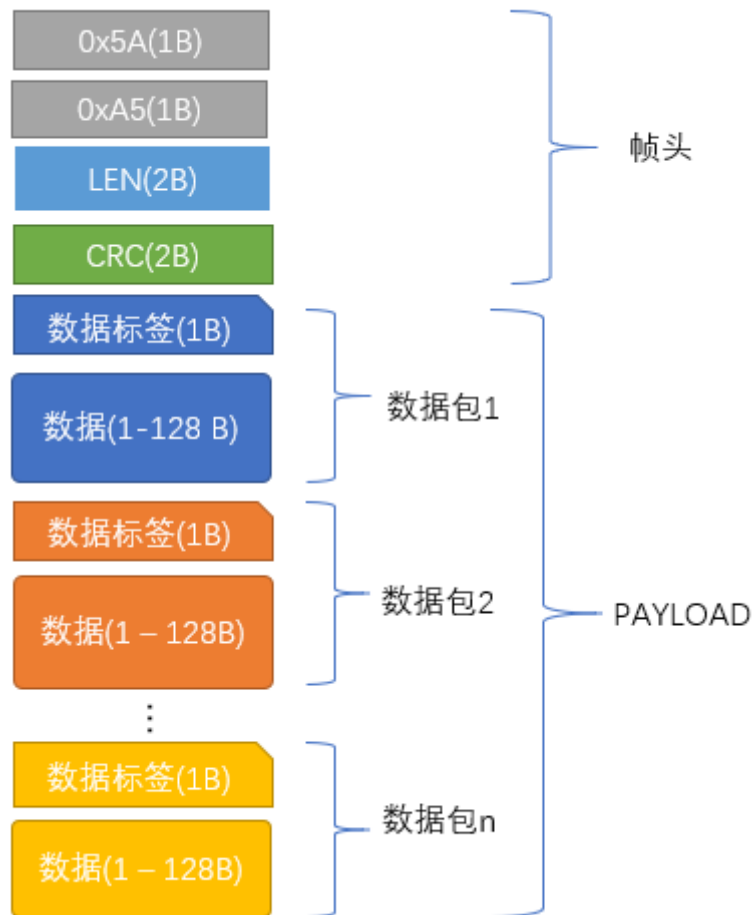 0x5A(1B)
0xA5(1B)
LEN(2B)
CRC(2B)
帧头
数据标签(1B)
数据(1-128 B)
数据包1
数据标签(1B)
数据(1 – 128B)
数据包2
PAYLOAD
⋮
数据标签(1B)
数据(1 – 128B)
数据包n